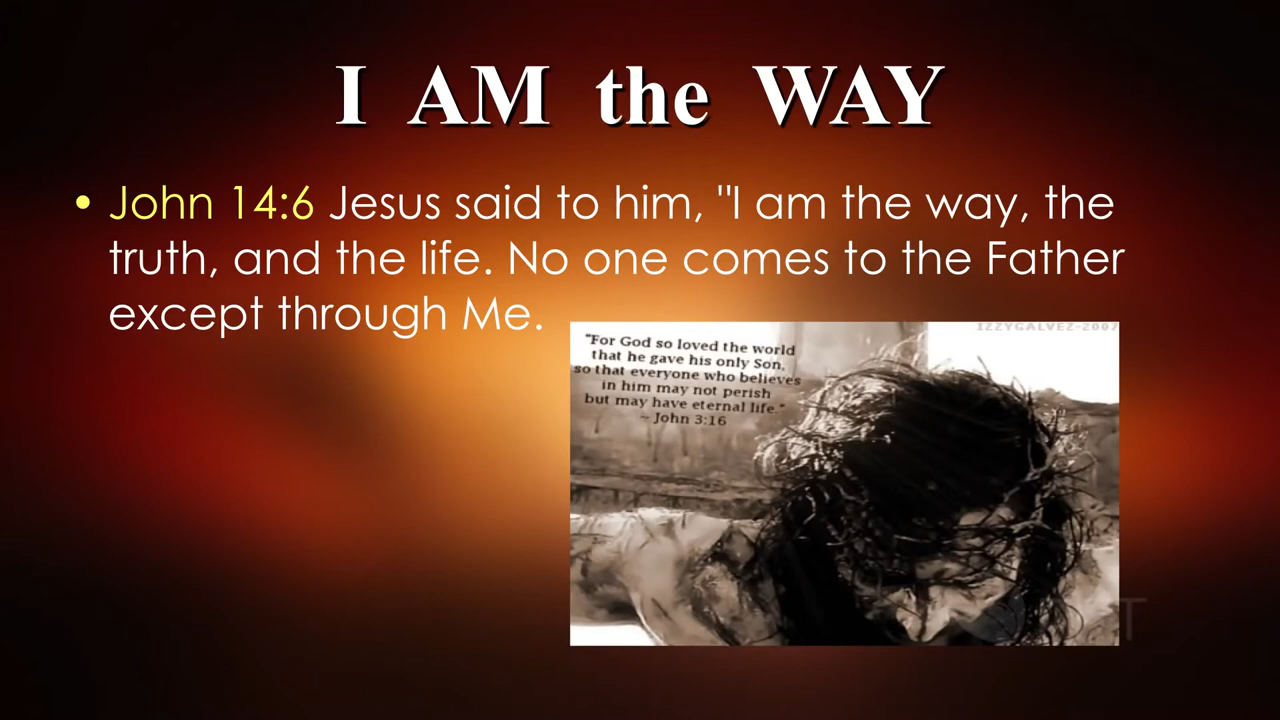 I AM the WAY
• John 14:6 Jesus said to him, "I am the way, the
truth, and the life. No one comes to the Father
except through Me.
IZZYGALVEZ-2007
"For God so loved the world
that he gave his only Son,
so that everyone who believes
in him may not perish
but may have eternal life."
~ John 3:16